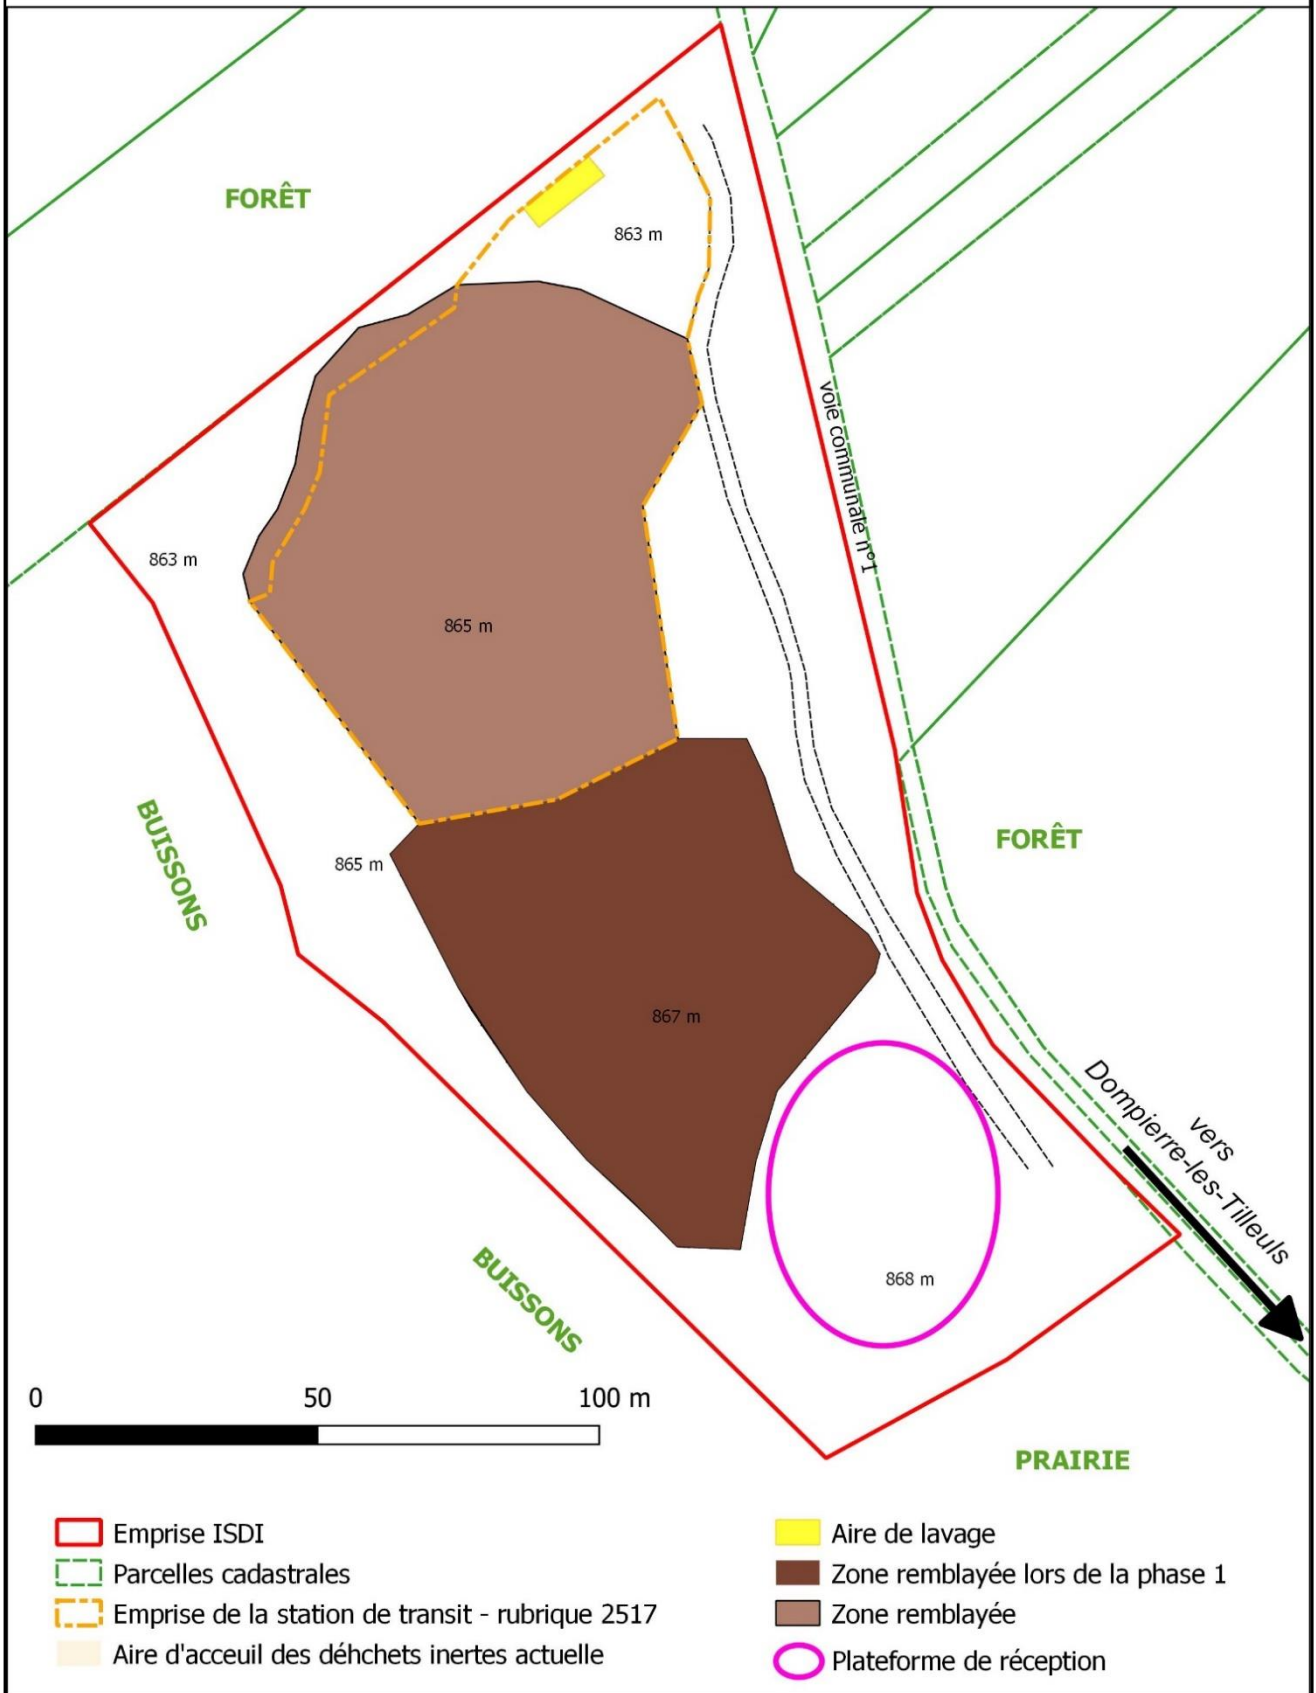 FORÊT
863 m
voie communale n°1
863 m
865 m
BUISSONS
865 m
FORÊT
867 m
vers
Dompierre-les-Tilleuls
868 m
BUISSONS
0 50 100 m
PRAIRIE
Emprise ISDI
Parcelles cadastrales
Emprise de la station de transit - rubrique 2517
Aire d'acceuil des déhchets inertes actuelle
Aire de lavage
Zone remblayée lors de la phase 1
Zone remblayée
Plateforme de réception